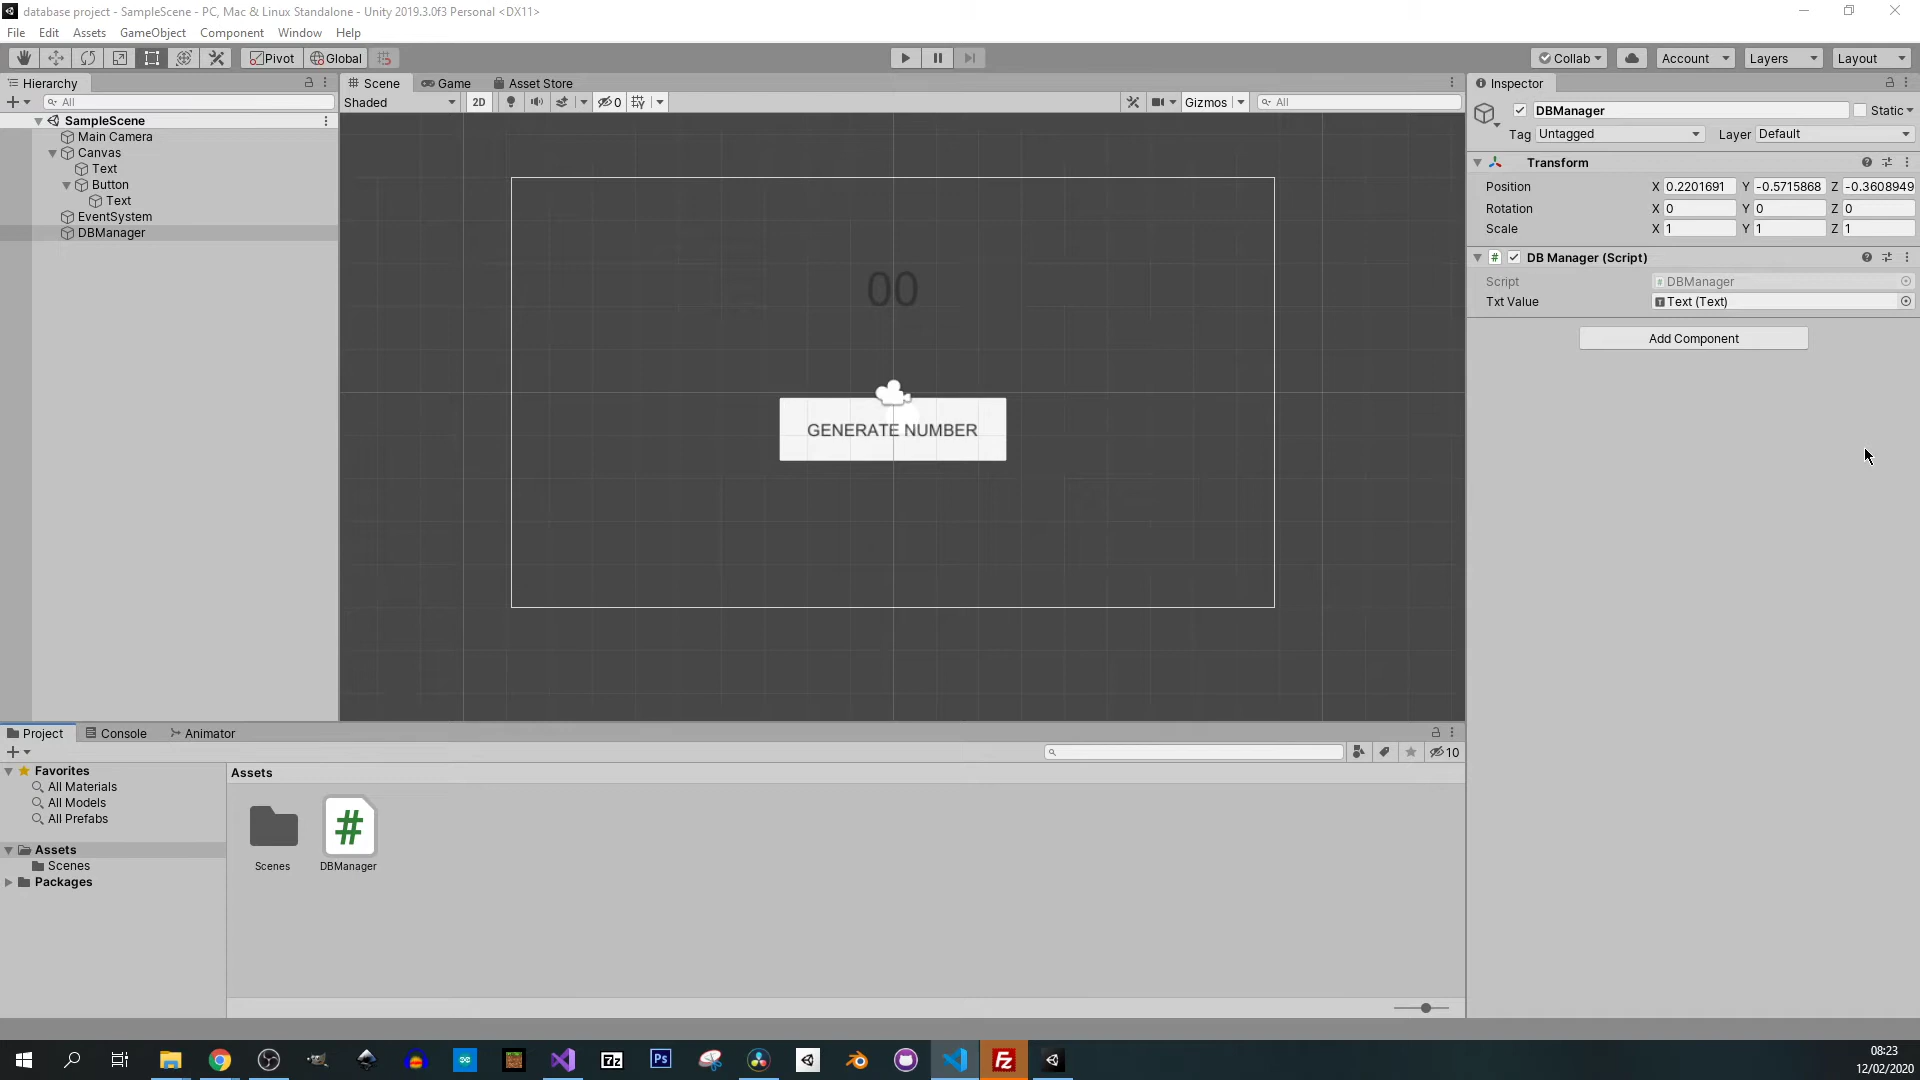 database project - SampleScene - PC, Mac & Linux Standalone - Unity 2019.3.0f3 Personal <DX11>
File Edit Assets GameObject Component Window Help
Pivot Global Collab Account Layers Layout
Hierarchy
All
SampleScene
Main Camera
Canvas
Text
Button
Text
EventSystem
DBManager
Scene Game Asset Store
Shaded 2D 0 Gizmos All
00
GENERATE NUMBER
Inspector
DBManager Static
Tag Untagged Layer Default
Transform
Position X 0.2201691 Y -0.5715868 Z -0.3608949
Rotation X 0 Y 0 Z 0
Scale X 1 Y 1 Z 1
# DB Manager (Script)
Script # DBManager
Txt Value Text (Text)
Add Component
Project Console Animator
10
Favorites
All Materials
All Models
All Prefabs
Assets
Scenes
Packages
Assets
#
Scenes DBManager
7z Ps Fz
08:23
12/02/2020